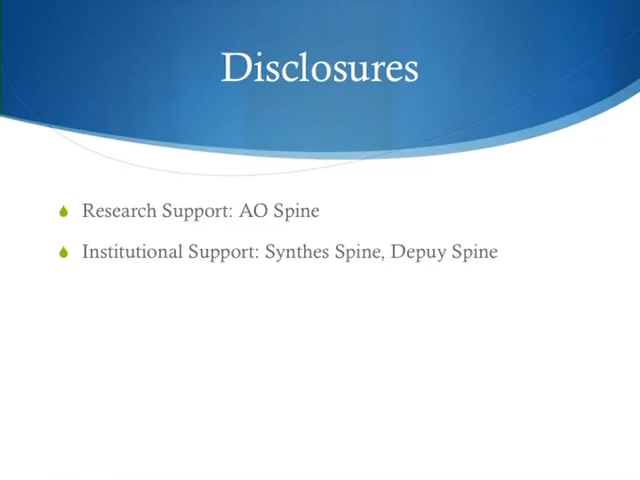 Disclosures
Research Support: AO Spine
Institutional Support: Synthes Spine, Depuy Spine